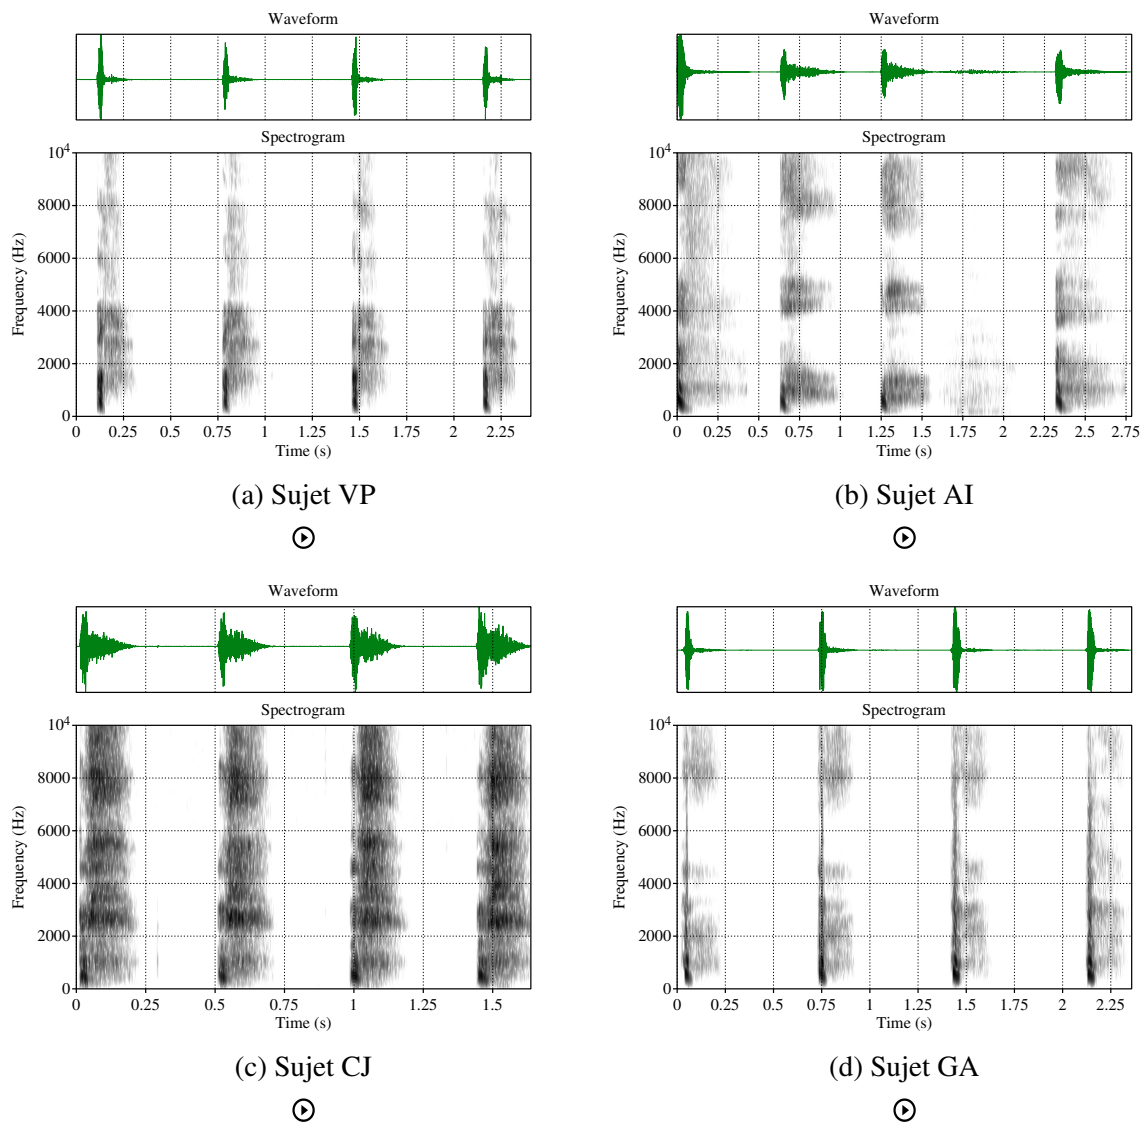 Waveform
Spectrogram
10^4
8000
6000
4000
2000
0
Frequency (Hz)
0 0.25 0.5 0.75 1 1.25 1.5 1.75 2 2.25
Time (s)
(a) Sujet VP
Waveform
Spectrogram
10^4
8000
6000
4000
2000
0
Frequency (Hz)
0 0.25 0.5 0.75 1 1.25 1.5 1.75 2 2.25 2.5 2.75
Time (s)
(b) Sujet AI
Waveform
Spectrogram
10^4
8000
6000
4000
2000
0
Frequency (Hz)
0 0.25 0.5 0.75 1 1.25 1.5
Time (s)
(c) Sujet CJ
Waveform
Spectrogram
10^4
8000
6000
4000
2000
0
Frequency (Hz)
0 0.25 0.5 0.75 1 1.25 1.5 1.75 2 2.25
Time (s)
(d) Sujet GA